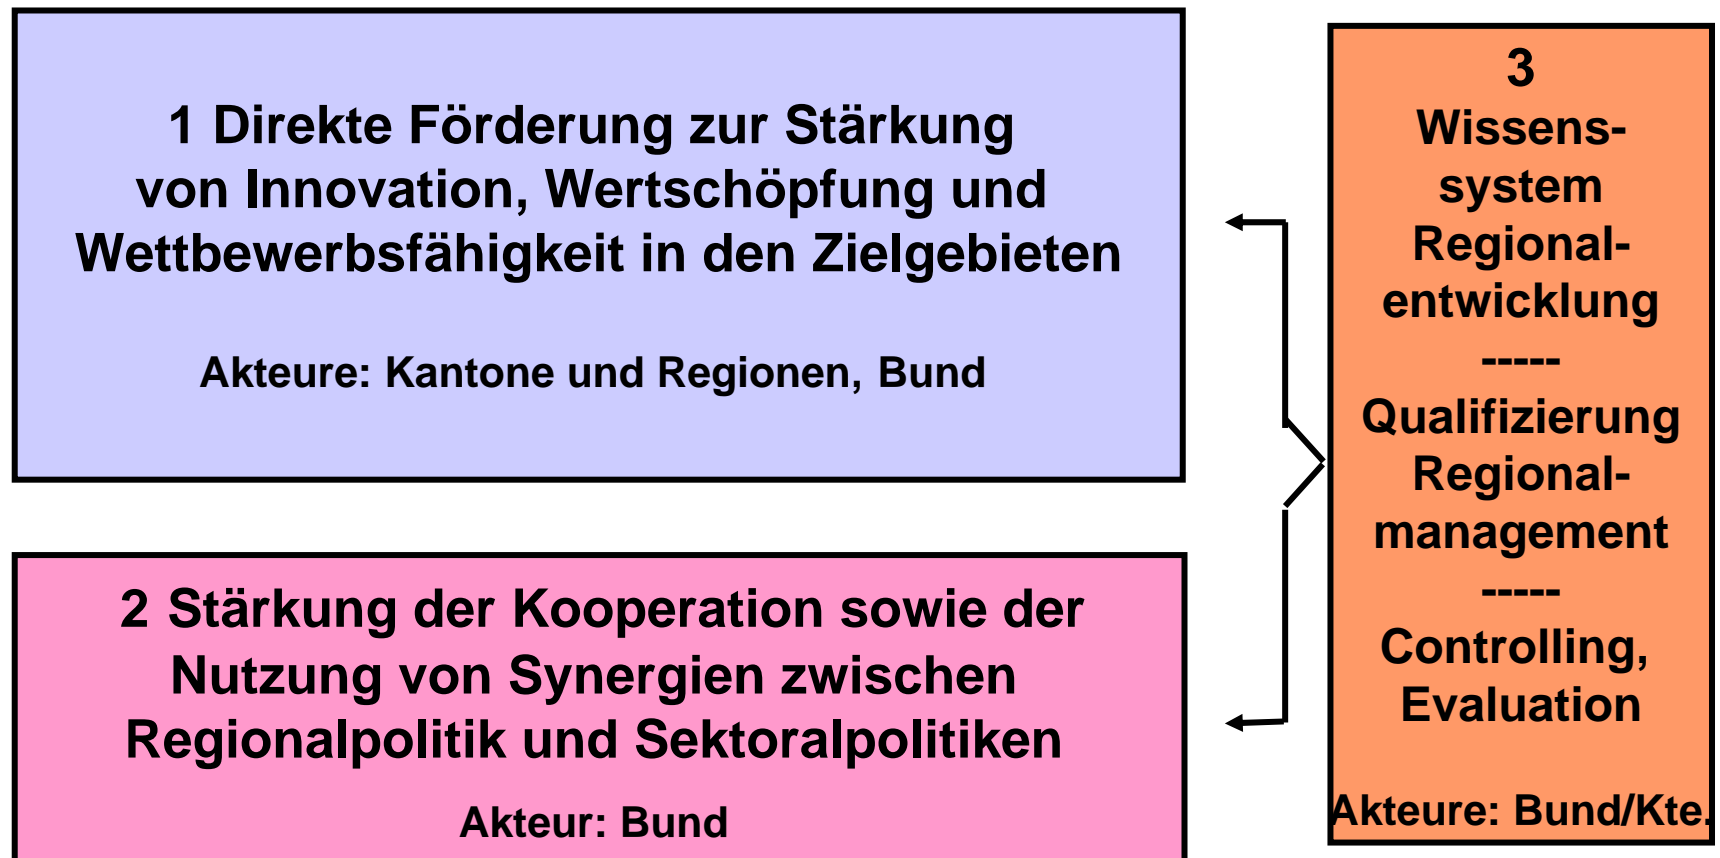 1 Direkte Förderung zur Stärkung
von Innovation, Wertschöpfung und
Wettbewerbsfähigkeit in den Zielgebieten
Akteure: Kantone und Regionen, Bund
2 Stärkung der Kooperation sowie der
Nutzung von Synergien zwischen
Regionalpolitik und Sektoralpolitiken
Akteur: Bund
3
Wissens-
system
Regional-
entwicklung
-----
Qualifizierung
Regional-
management
-----
Controlling,
Evaluation
Akteure: Bund/Kte.